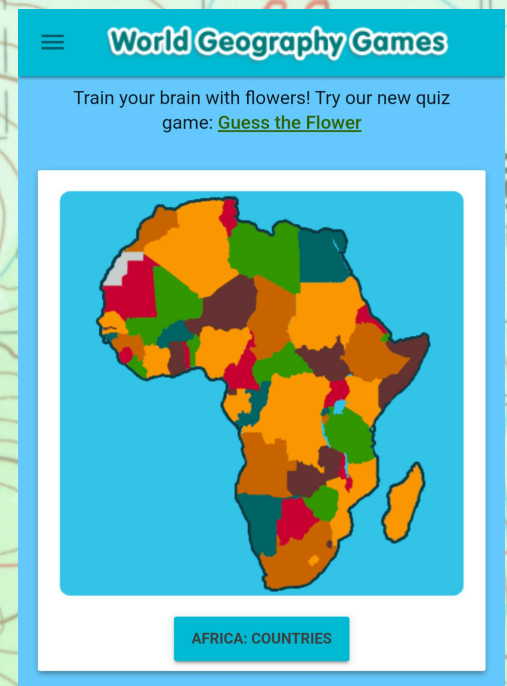 World Geography Games
Train your brain with flowers! Try our new quiz
game: Guess the Flower
AFRICA: COUNTRIES